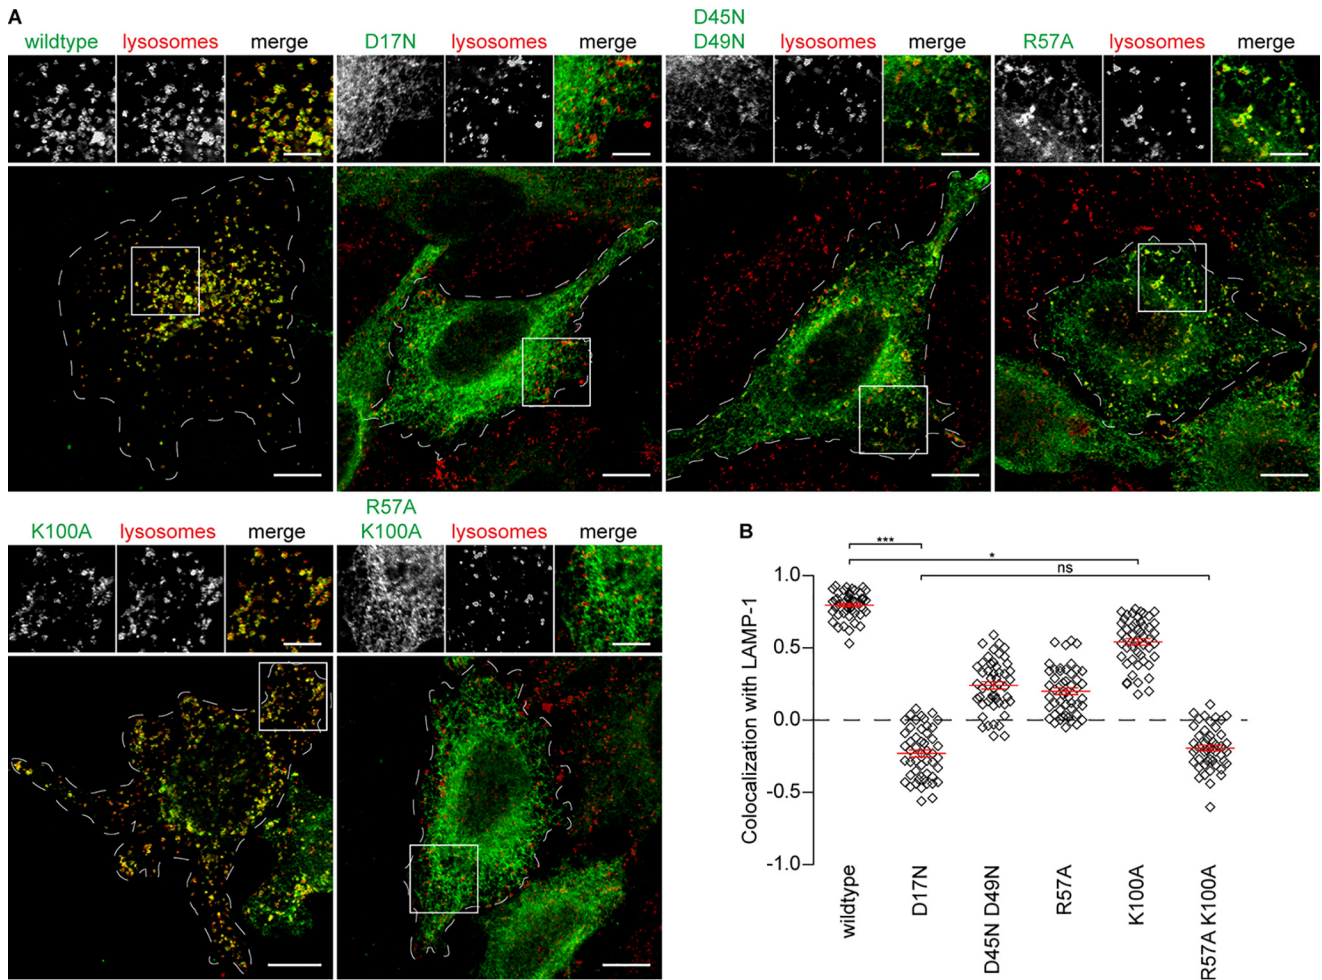 A
wildtype lysosomes merge
D17N lysosomes merge
D45N
D49N lysosomes merge
R57A lysosomes merge
K100A lysosomes merge
R57A
K100A lysosomes merge
B
***
*
ns
Colocalization with LAMP-1
1.0
0.5
0.0
-0.5
-1.0
wildtype
D17N
D45N D49N
R57A
K100A
R57A K100A